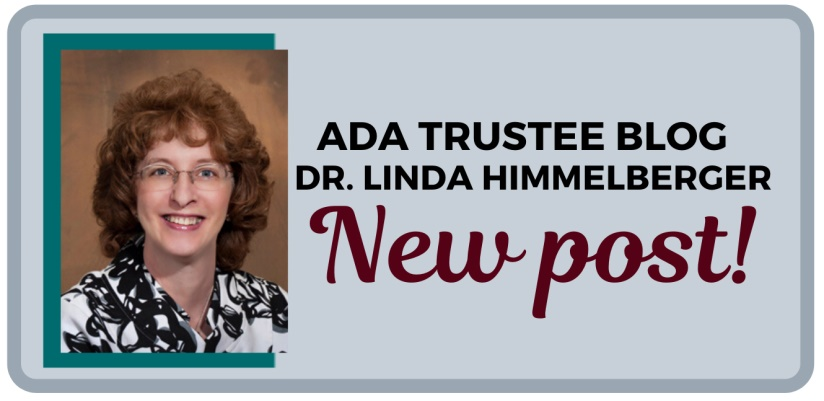 ADA TRUSTEE BLOG
DR. LINDA HIMMELBERGER
New post!